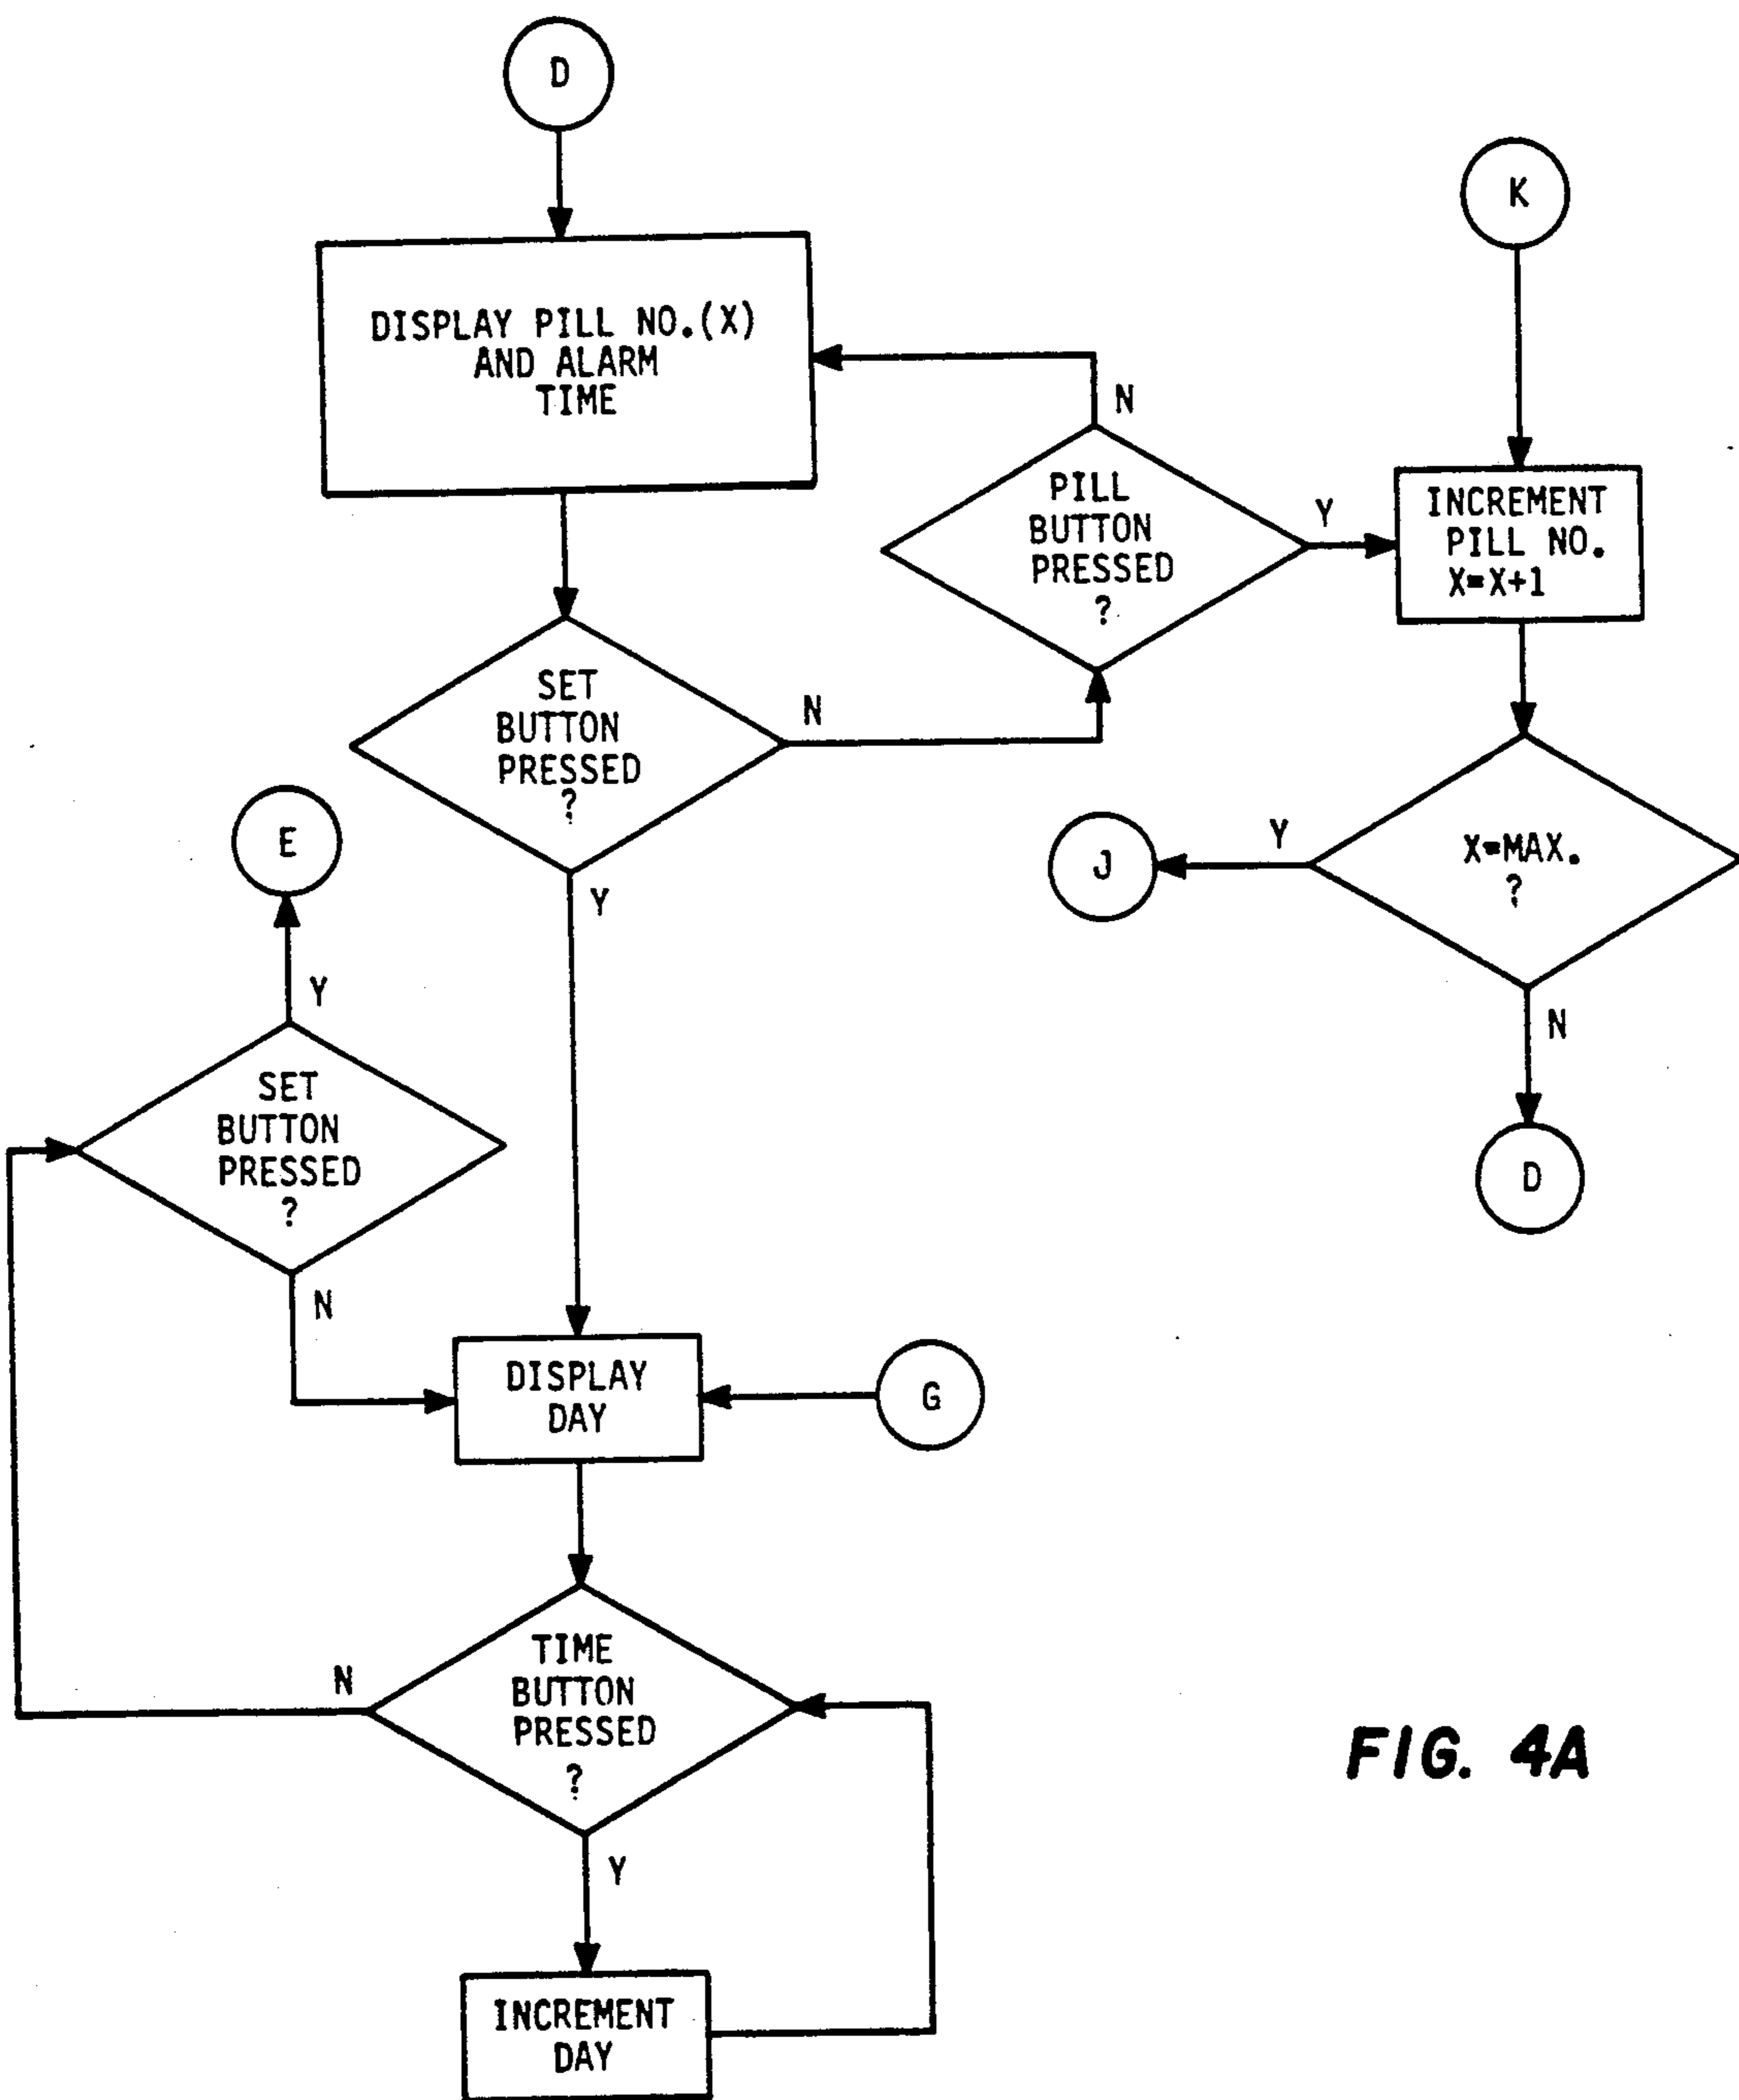 D
K
DISPLAY PILL NO.(X)
AND ALARM
TIME
N
PILL
BUTTON
PRESSED
?
Y
INCREMENT
PILL NO.
X=X+1
SET
BUTTON
PRESSED
?
N
Y
E
J
Y
X=MAX.
?
N
D
Y
SET
BUTTON
PRESSED
?
N
DISPLAY
DAY
G
TIME
BUTTON
PRESSED
?
N
Y
INCREMENT
DAY
FIG. 4A